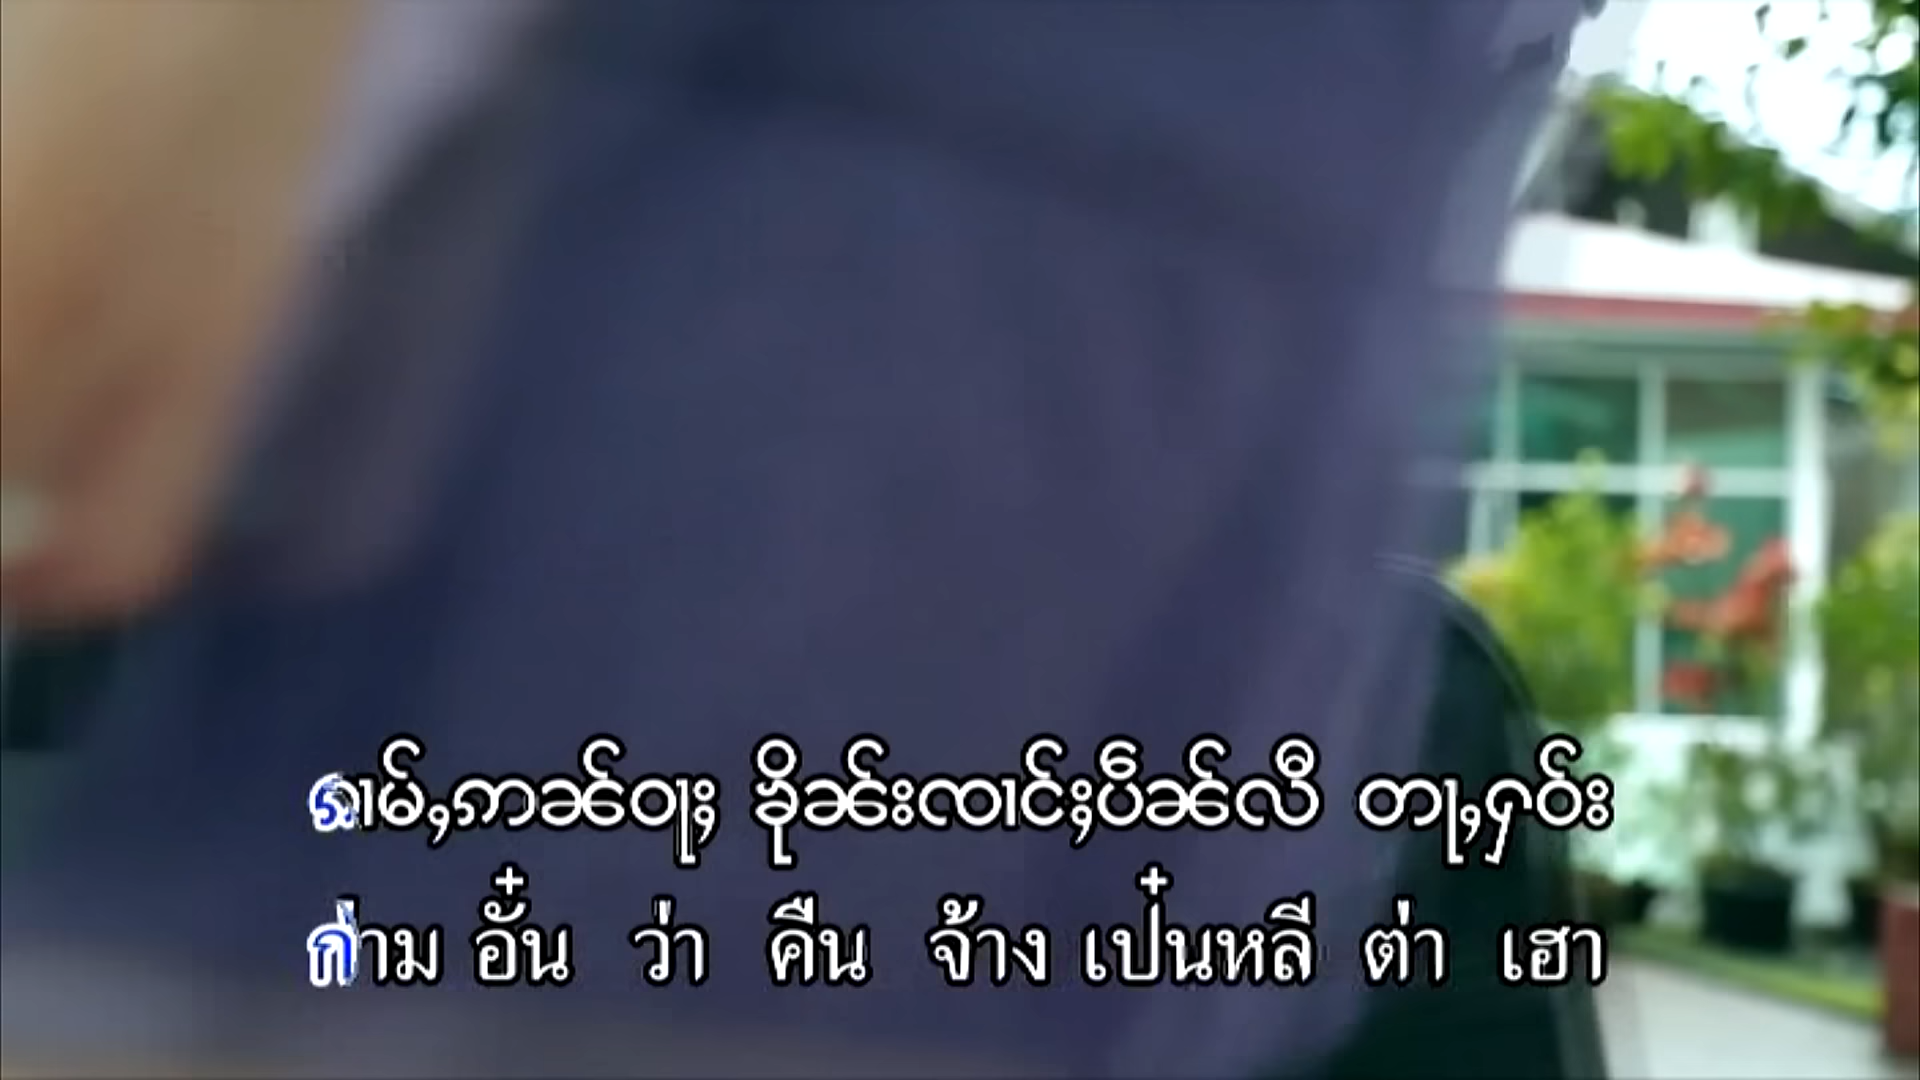 ၵၢမ်ႇဢၼ်ဝႃႈ ၶိုၼ်းၸၢင်ႈပဵၼ်လီ တႃႇႁဝ်း
ก่าม อั๋น ว่า คืน จ้าง เป๋นหลี ต่า เฮา